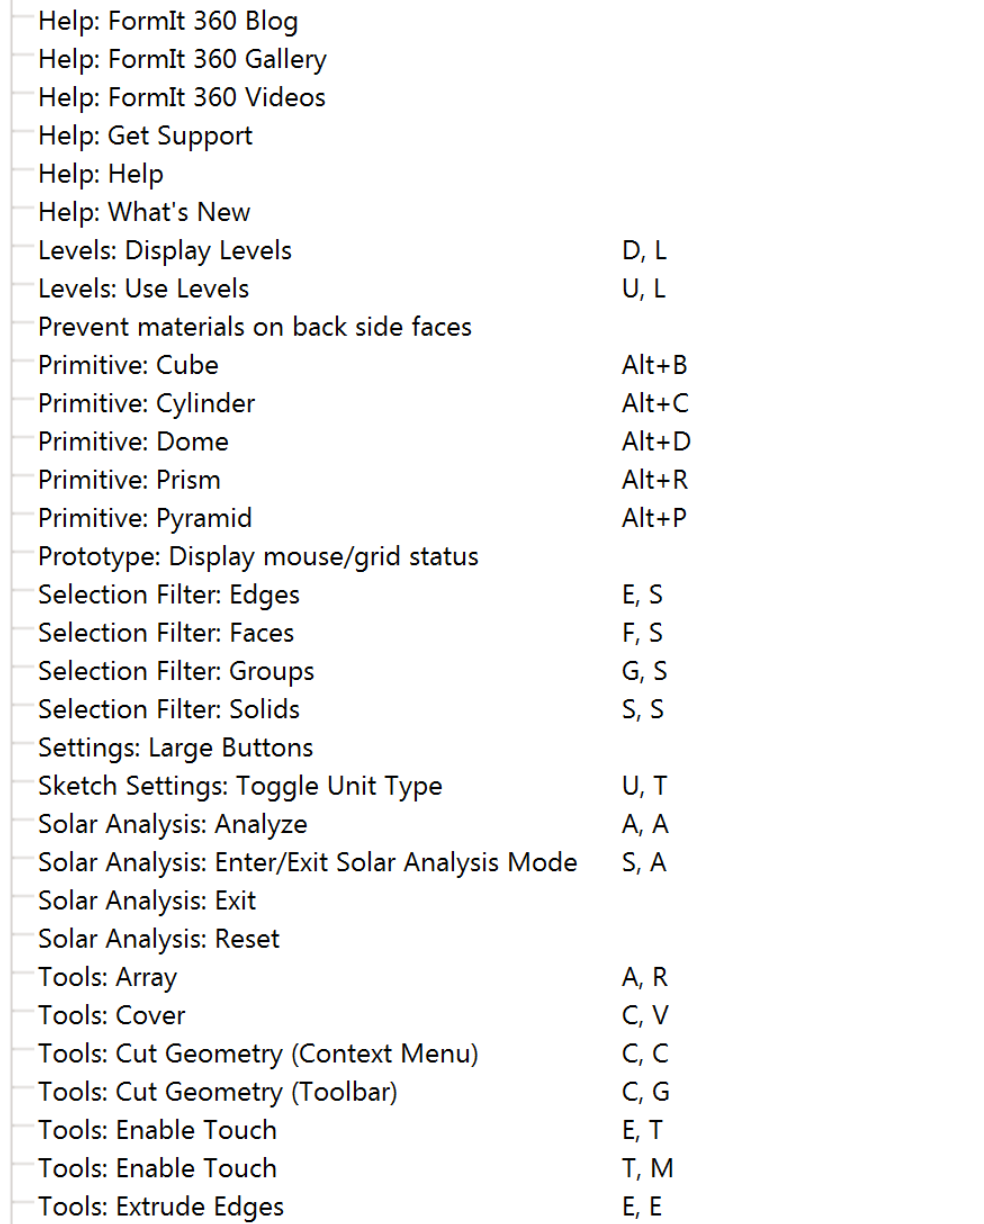 Help: FormIt 360 Blog
Help: FormIt 360 Gallery
Help: FormIt 360 Videos
Help: Get Support
Help: Help
Help: What's New
Levels: Display Levels D, L
Levels: Use Levels U, L
Prevent materials on back side faces
Primitive: Cube Alt+B
Primitive: Cylinder Alt+C
Primitive: Dome Alt+D
Primitive: Prism Alt+R
Primitive: Pyramid Alt+P
Prototype: Display mouse/grid status
Selection Filter: Edges E, S
Selection Filter: Faces F, S
Selection Filter: Groups G, S
Selection Filter: Solids S, S
Settings: Large Buttons
Sketch Settings: Toggle Unit Type U, T
Solar Analysis: Analyze A, A
Solar Analysis: Enter/Exit Solar Analysis Mode S, A
Solar Analysis: Exit
Solar Analysis: Reset
Tools: Array A, R
Tools: Cover C, V
Tools: Cut Geometry (Context Menu) C, C
Tools: Cut Geometry (Toolbar) C, G
Tools: Enable Touch E, T
Tools: Enable Touch T, M
Tools: Extrude Edges E, E